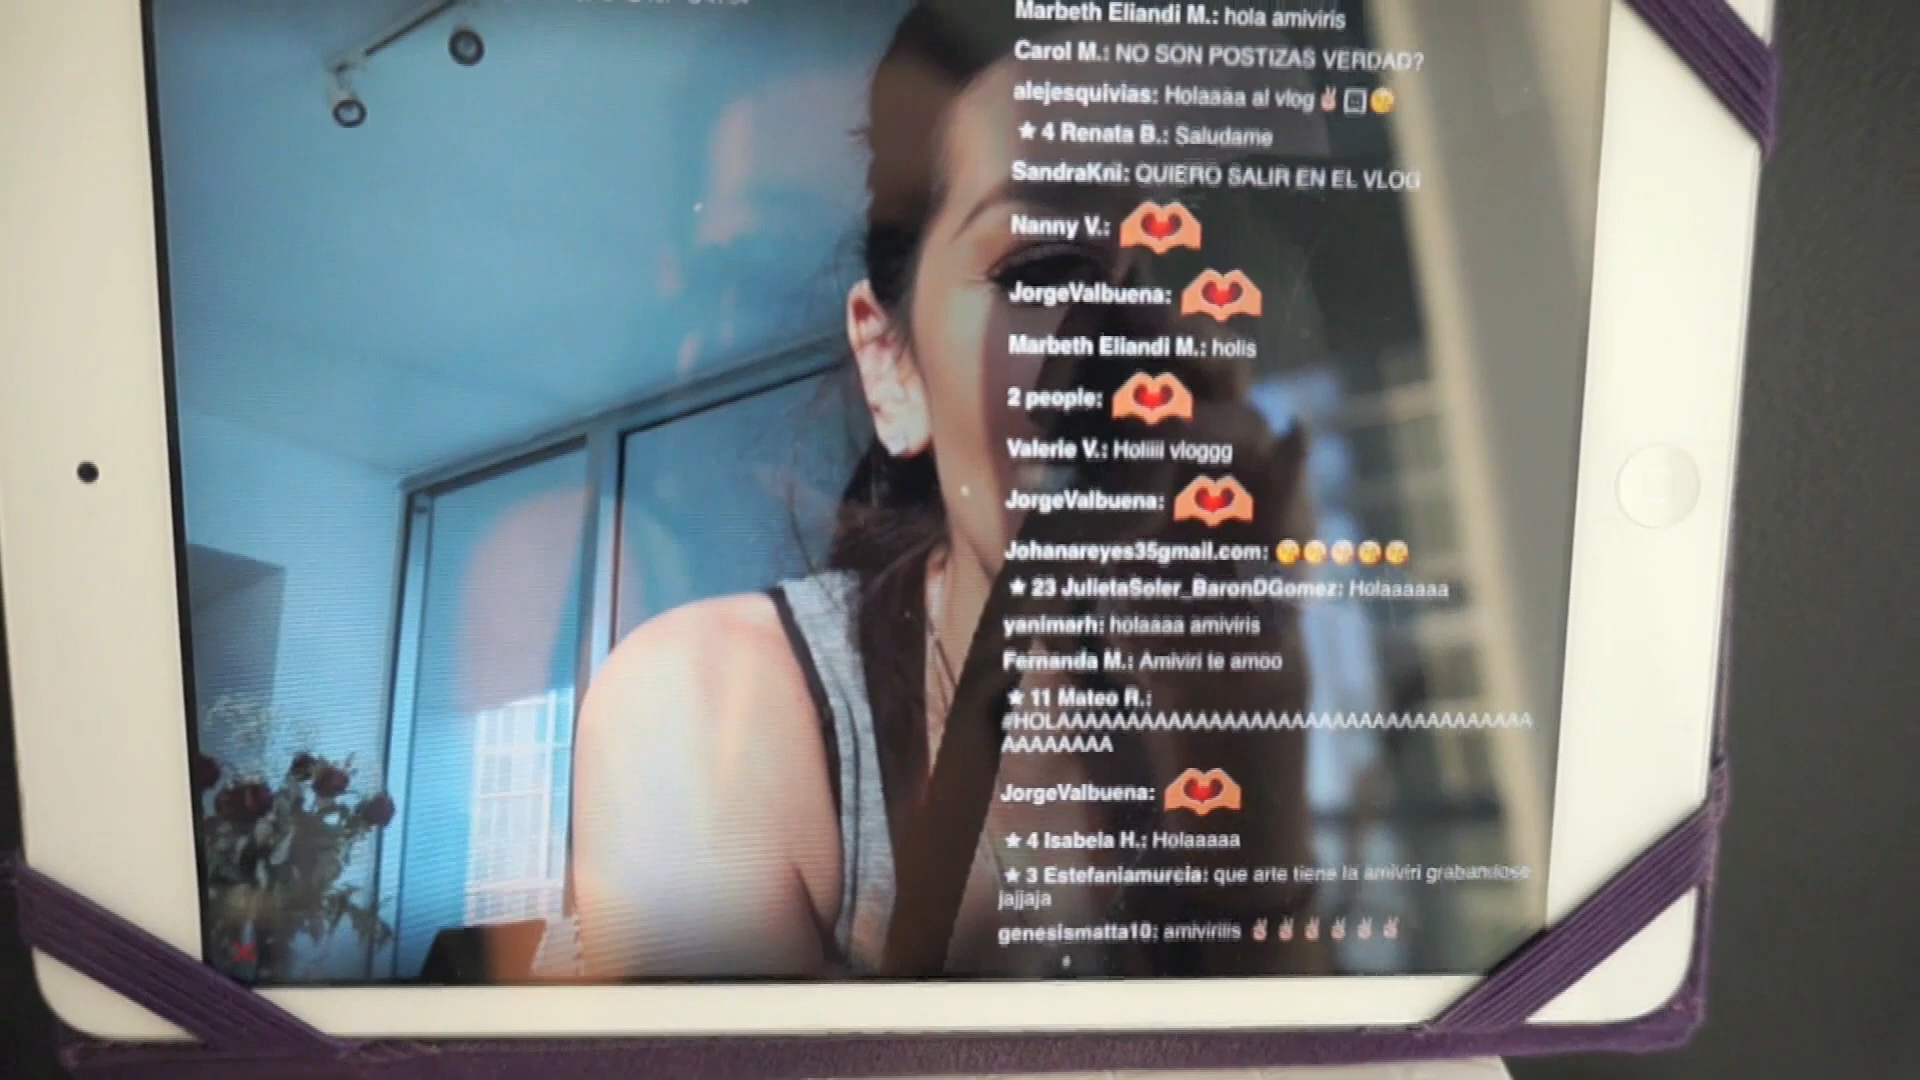 Marbeth Eliandi M.: hola amiviris
Carol M.: NO SON POSTIZAS VERDAD?
alejesquivias: Holaaaa al vlog✌🏻😘
★ 4 Renata B.: Saludame
SandraKni: QUIERO SALIR EN EL VLOG
Nanny V.:
JorgeValbuena:
Marbeth Eliandi M.: holis
2 people:
Valerie V.: Holiiii vloggg
JorgeValbuena:
Johanareyes35gmail.com: 😘😘😘😘😘
★ 23 JulietaSoler_BaronDGomez: Holaaaaaa
yanimarh: holaaaa amiviris
Fernanda M.: Amiviri te amoo
★ 11 Mateo R.:
#HOLAAAAAAAAAAAAAAAAAAAAAAAAAAAAAAAAAA
AAAAAAAA
JorgeValbuena:
★ 4 Isabela H.: Holaaaaa
★ 3 Estefaniamurcia: que arte tiene la amiviri grabandose
jajjaja
genesismatta10: amiviriiis ✌✌✌✌✌✌